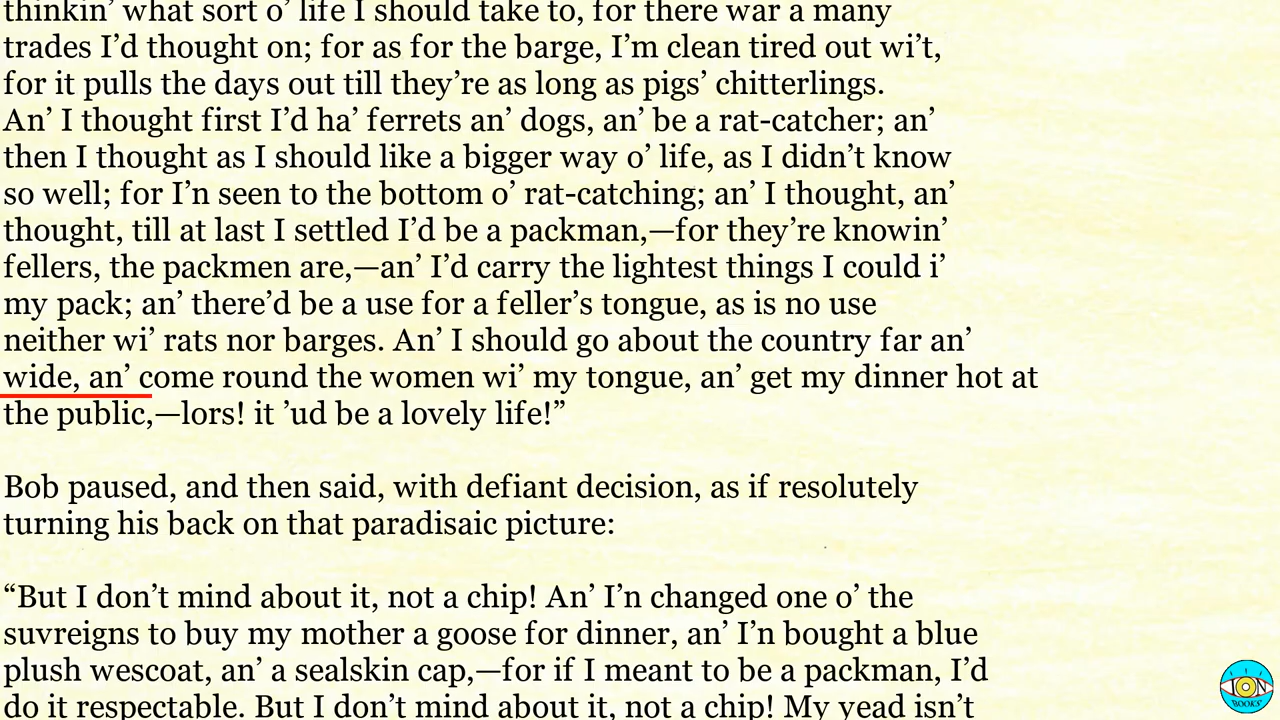 thinkin’ what sort o’ life I should take to, for there war a many
trades I’d thought on; for as for the barge, I’m clean tired out wi’t,
for it pulls the days out till they’re as long as pigs’ chitterlings.
An’ I thought first I’d ha’ ferrets an’ dogs, an’ be a rat-catcher; an’
then I thought as I should like a bigger way o’ life, as I didn’t know
so well; for I’n seen to the bottom o’ rat-catching; an’ I thought, an’
thought, till at last I settled I’d be a packman,—for they’re knowin’
fellers, the packmen are,—an’ I’d carry the lightest things I could i’
my pack; an’ there’d be a use for a feller’s tongue, as is no use
neither wi’ rats nor barges. An’ I should go about the country far an’
wide, an’ come round the women wi’ my tongue, an’ get my dinner hot at
the public,—lors! it ’ud be a lovely life!”
Bob paused, and then said, with defiant decision, as if resolutely
turning his back on that paradisaic picture:
“But I don’t mind about it, not a chip! An’ I’n changed one o’ the
suvreigns to buy my mother a goose for dinner, an’ I’n bought a blue
plush wescoat, an’ a sealskin cap,—for if I meant to be a packman, I’d
do it respectable. But I don’t mind about it, not a chip! My yead isn’t
ION
BOOKS